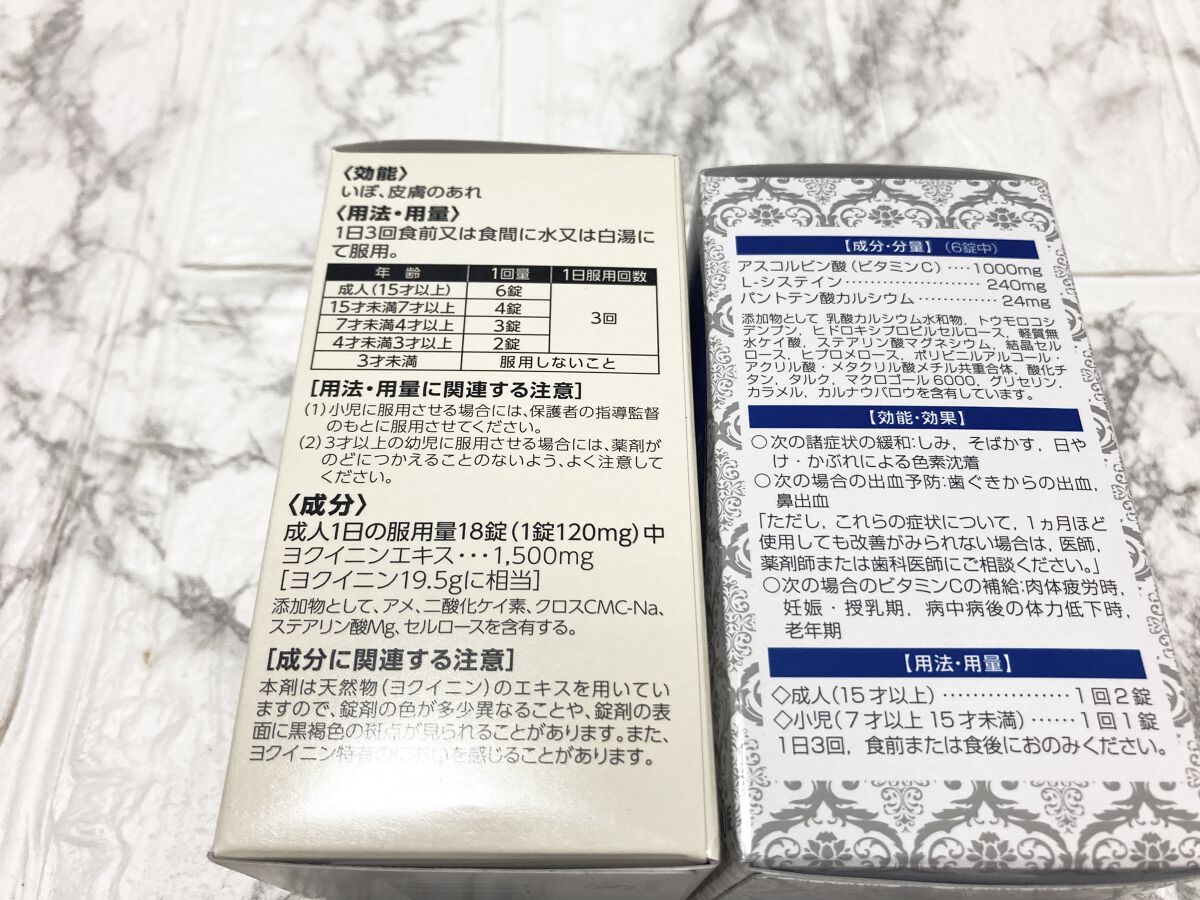 〈効能〉
いぼ、皮膚のあれ
〈用法・用量〉
1日3回食前又は食間に水又は白湯に
て服用。
年 齢 1回量 1日服用回数
成人(15才以上) 6錠
15才未満7才以上 4錠
7才未満4才以上 3錠
3回
4才未満3才以上 2錠
3才未満 服用しないこと
[用法・用量に関連する注意]
(1)小児に服用させる場合には、保護者の指導監督
のもとに服用させてください。
(2)3才以上の幼児に服用させる場合には、薬剤が
のどにつかえることのないよう、よく注意して
ください。
〈成分〉
成人1日の服用量18錠(1錠120mg)中
ヨクイニンエキス・・・1,500mg
[ヨクイニン19.5gに相当]
添加物として、アメ、二酸化ケイ素、クロスCMC-Na、
ステアリン酸Mg、セルロースを含有する。
[成分に関連する注意]
本剤は天然物(ヨクイニン)のエキスを用いてい
ますので、錠剤の色が多少異なることや、錠剤の表
面に黒褐色の斑点が見られることがあります。また、
ヨクイニン特有のにおいを感じることがあります。
【成分・分量】(6錠中)
アスコルビン酸(ビタミンC)‥‥1000mg
L-システイン‥‥‥‥‥‥‥‥240mg
パントテン酸カルシウム‥‥‥‥‥24mg
添加物として 乳酸カルシウム水和物, トウモロコシ
デンプン, ヒドロキシプロピルセルロース, 軽質無
水ケイ酸, ステアリン酸マグネシウム, 結晶セル
ロース, ヒプロメロース, ポリビニルアルコール・
アクリル酸・メタクリル酸メチル共重合体, 酸化チ
タン, タルク, マクロゴール6000, グリセリン,
カラメル, カルナウバロウを含有しています。
【効能・効果】
○次の諸症状の緩和:しみ, そばかす, 日や
け・かぶれによる色素沈着
○次の場合の出血予防:歯ぐきからの出血,
鼻出血
「ただし, これらの症状について, 1ヵ月ほど
使用しても改善がみられない場合は, 医師,
薬剤師または歯科医師にご相談ください。」
○次の場合のビタミンCの補給:肉体疲労時,
妊娠・授乳期, 病中病後の体力低下時,
老年期
【用法・用量】
◇成人(15才以上)‥‥‥‥‥‥‥1回2錠
◇小児(7才以上15才未満)‥‥‥1回1錠
1日3回, 食前または食後におのみください。